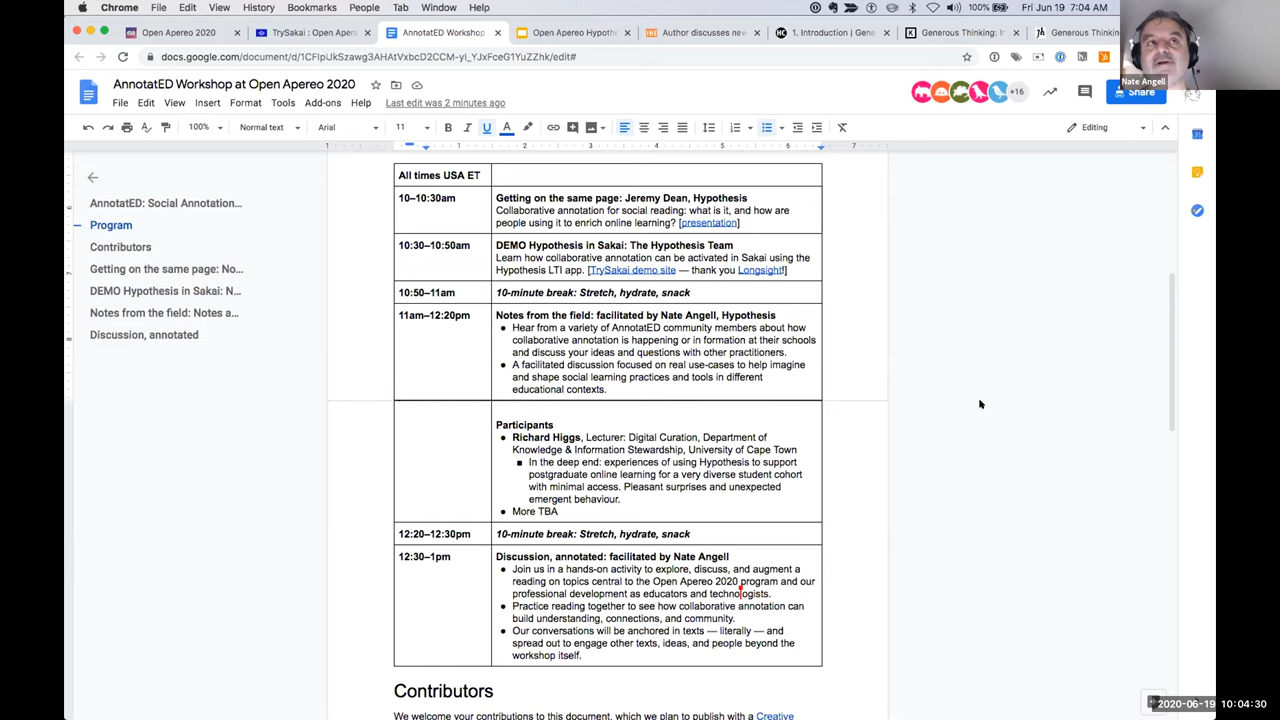 Chrome File Edit View History Bookmarks People Tab Window Help 100% Fri Jun 19 7:04 AM
Open Apereo 2020 TrySakai : Open Apere AnnotatED Workshop Open Apereo Hypoth Author discusses new 1. Introduction | Gene Generous Thinking: In Generous Thinking
docs.google.com/document/d/1CFIpUkSzawg3AHAtVxbcD2CCM-yl_YJxFceG1YuZZhk/edit#
Nate Angell
AnnotatED Workshop at Open Apereo 2020
File Edit View Insert Format Tools Add-ons Help Last edit was 2 minutes ago
+16 Share
100% Normal text Arial 11 Editing
1 1 2 3 4 5 6 7
All times USA ET
AnnotatED: Social Annotation...
Program
Contributors
Getting on the same page: No...
DEMO Hypothesis in Sakai: N...
Notes from the field: Notes a...
Discussion, annotated
10–10:30am
Getting on the same page: Jeremy Dean, Hypothesis
Collaborative annotation for social reading: what is it, and how are
people using it to enrich online learning? [presentation]
10:30–10:50am
DEMO Hypothesis in Sakai: The Hypothesis Team
Learn how collaborative annotation can be activated in Sakai using the
Hypothesis LTI app. [TrySakai demo site — thank you Longsight!]
10:50–11am
10-minute break: Stretch, hydrate, snack
11am–12:20pm
Notes from the field: facilitated by Nate Angell, Hypothesis
● Hear from a variety of AnnotatED community members about how
collaborative annotation is happening or in formation at their schools
and discuss your ideas and questions with other practitioners.
● A facilitated discussion focused on real use-cases to help imagine
and shape social learning practices and tools in different
educational contexts.
Participants
● Richard Higgs, Lecturer: Digital Curation, Department of
Knowledge & Information Stewardship, University of Cape Town
■ In the deep end: experiences of using Hypothesis to support
postgraduate online learning for a very diverse student cohort
with minimal access. Pleasant surprises and unexpected
emergent behaviour.
● More TBA
12:20–12:30pm
10-minute break: Stretch, hydrate, snack
12:30–1pm
Discussion, annotated: facilitated by Nate Angell
● Join us in a hands-on activity to explore, discuss, and augment a
reading on topics central to the Open Apereo 2020 program and our
professional development as educators and technologists.
● Practice reading together to see how collaborative annotation can
build understanding, connections, and community.
● Our conversations will be anchored in texts — literally — and
spread out to engage other texts, ideas, and people beyond the
workshop itself.
Contributors
We welcome your contributions to this document, which we plan to publish with a Creative
2020-06-19 10:04:30